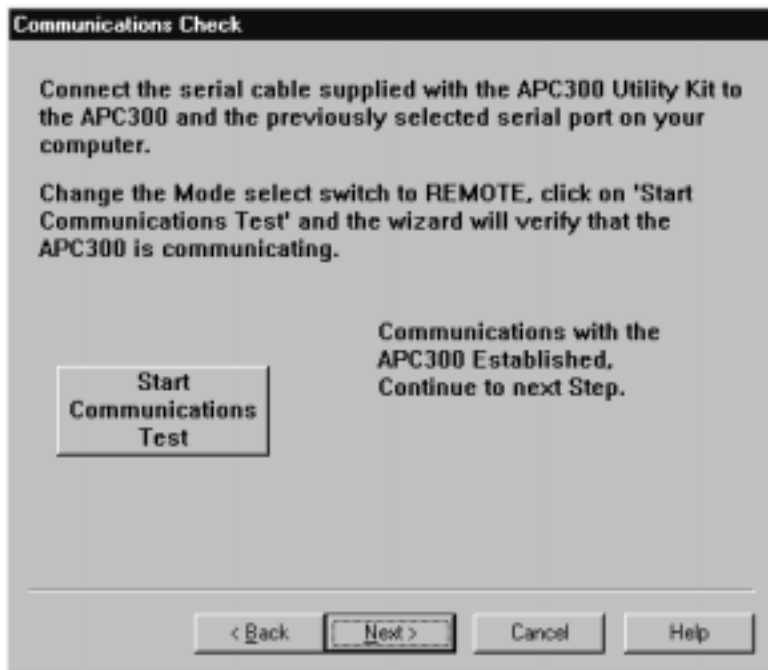 Communications Check
Connect the serial cable supplied with the APC300 Utility Kit to
the APC300 and the previously selected serial port on your
computer.
Change the Mode select switch to REMOTE, click on 'Start
Communications Test' and the wizard will verify that the
APC300 is communicating.
Communications with the
APC300 Established,
Continue to next Step.
Start
Communications
Test
< Back
Next >
Cancel
Help